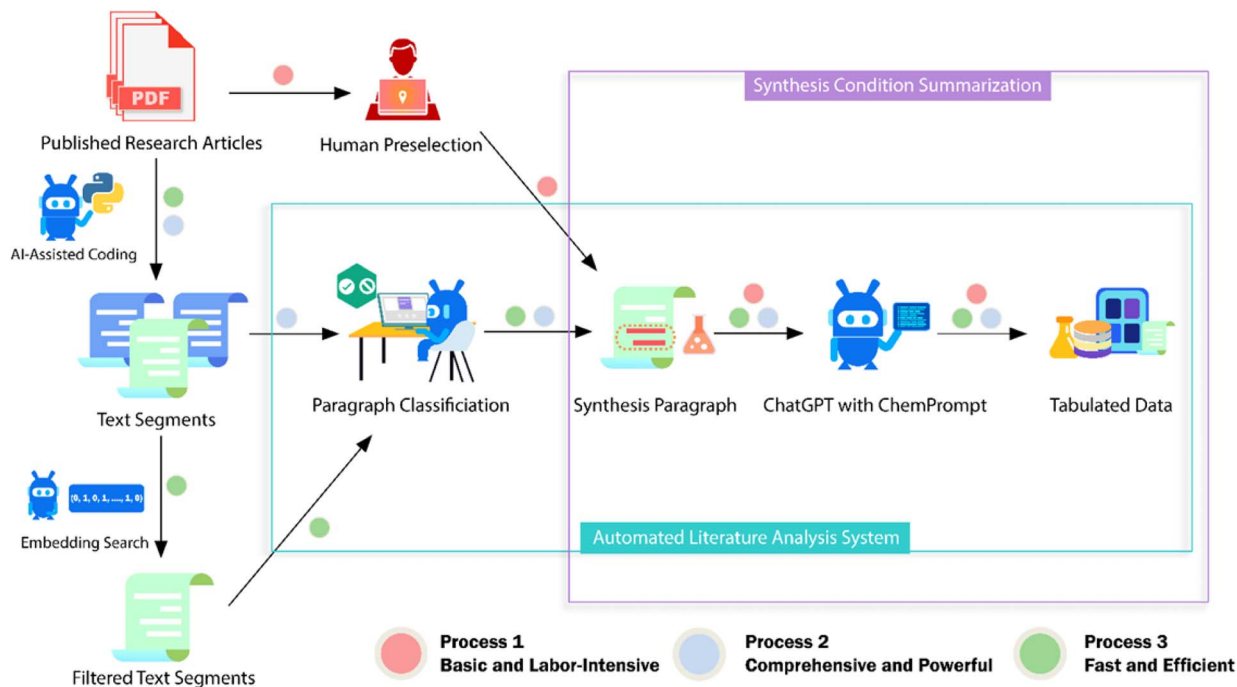 PDF
Published Research Articles
Human Preselection
Synthesis Condition Summarization
AI-Assisted Coding
Text Segments
Paragraph Classificiation
Synthesis Paragraph
ChatGPT with ChemPrompt
Tabulated Data
{0, 1, 0, 1, ...., 1, 0}
Embedding Search
Automated Literature Analysis System
Filtered Text Segments
Process 1
Basic and Labor-Intensive
Process 2
Comprehensive and Powerful
Process 3
Fast and Efficient